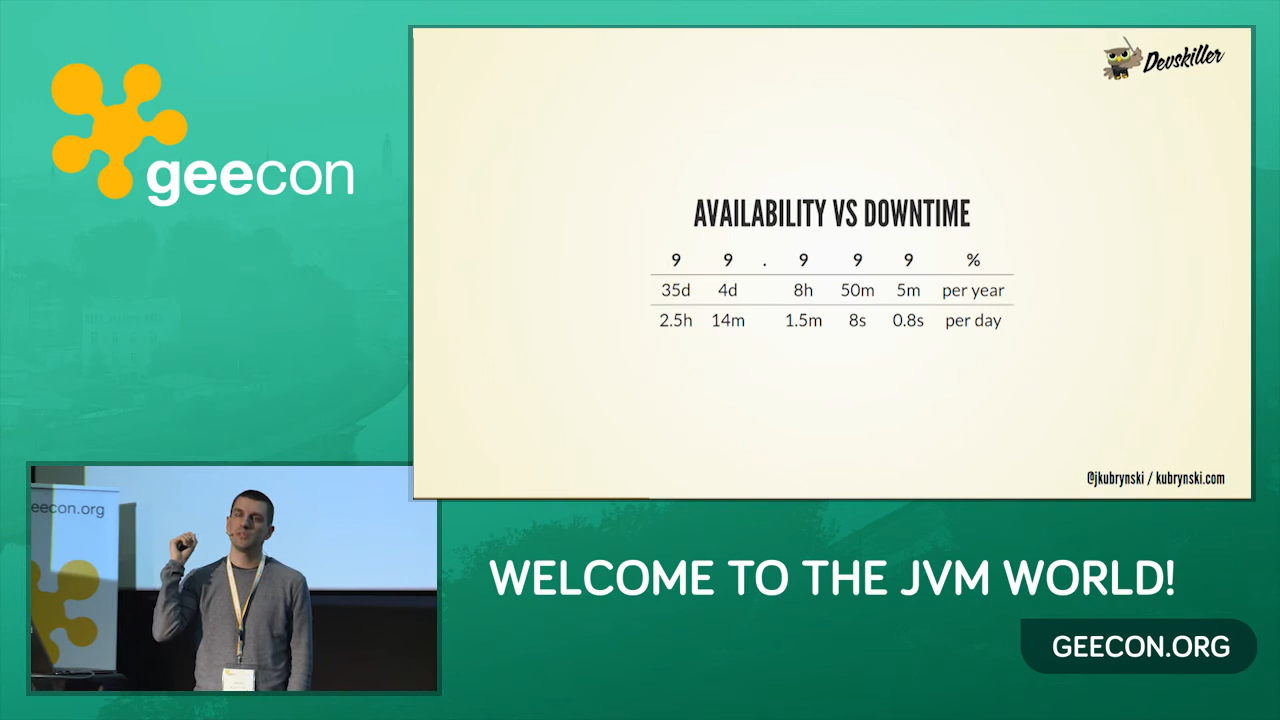 geecon
Devskiller
AVAILABILITY VS DOWNTIME
9 9 . 9 9 9 %
35d 4d 8h 50m 5m per year
2.5h 14m 1.5m 8s 0.8s per day
@jkubrynski / kubrynski.com
eecon.org
WELCOME TO THE JVM WORLD!
GEECON.ORG